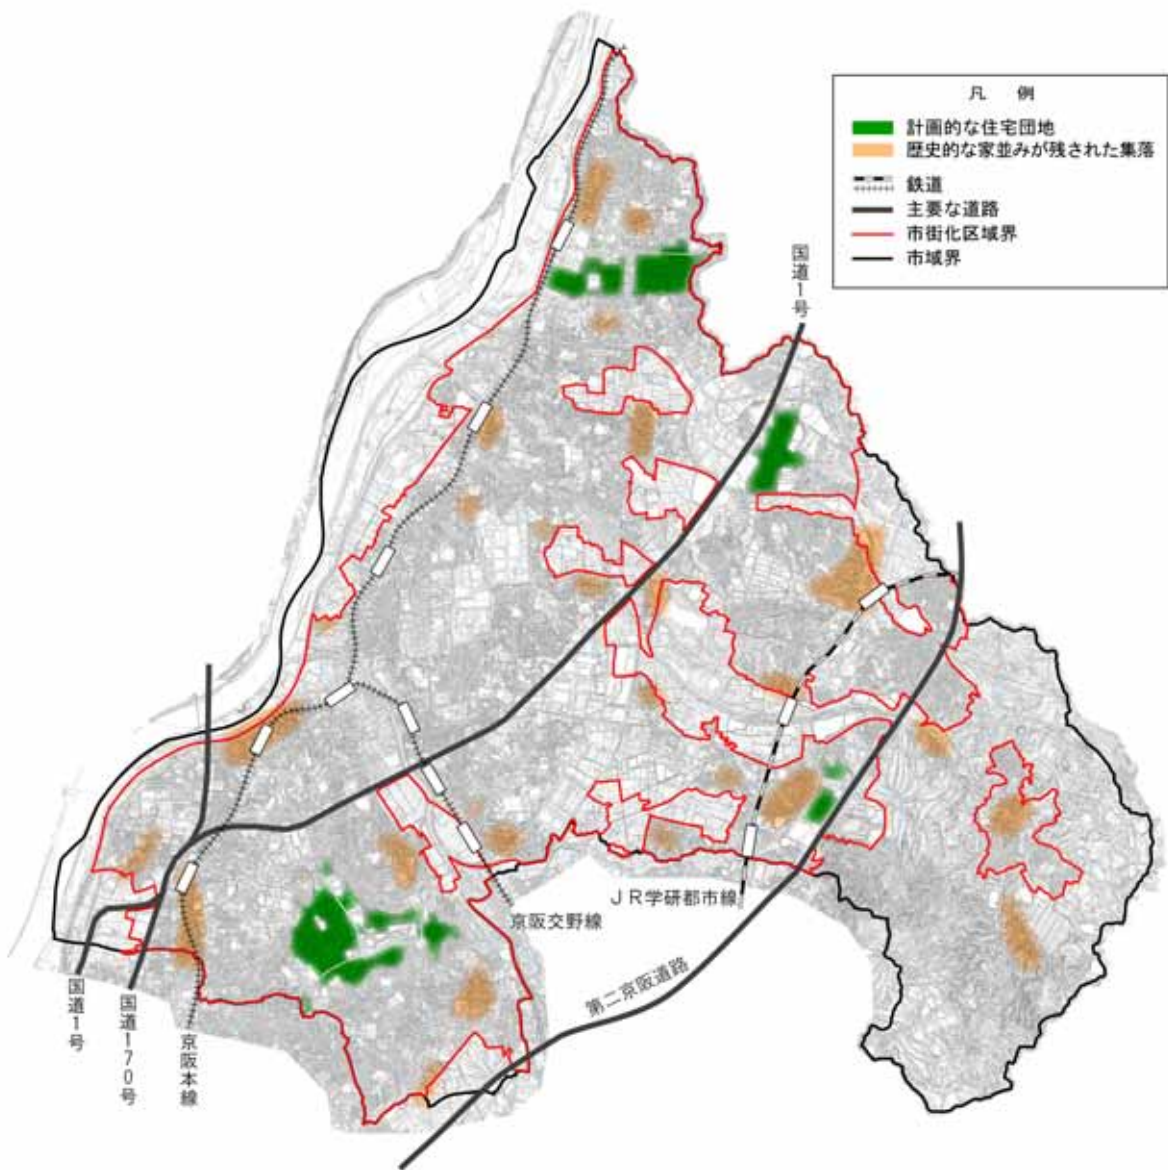 凡 例
計画的な住宅団地
歴史的な家並みが残された集落
鉄道
主要な道路
市街化区域界
市域界
国道1号
JR学研都市線
京阪交野線
第二京阪道路
国道1号
国道170号
京阪本線